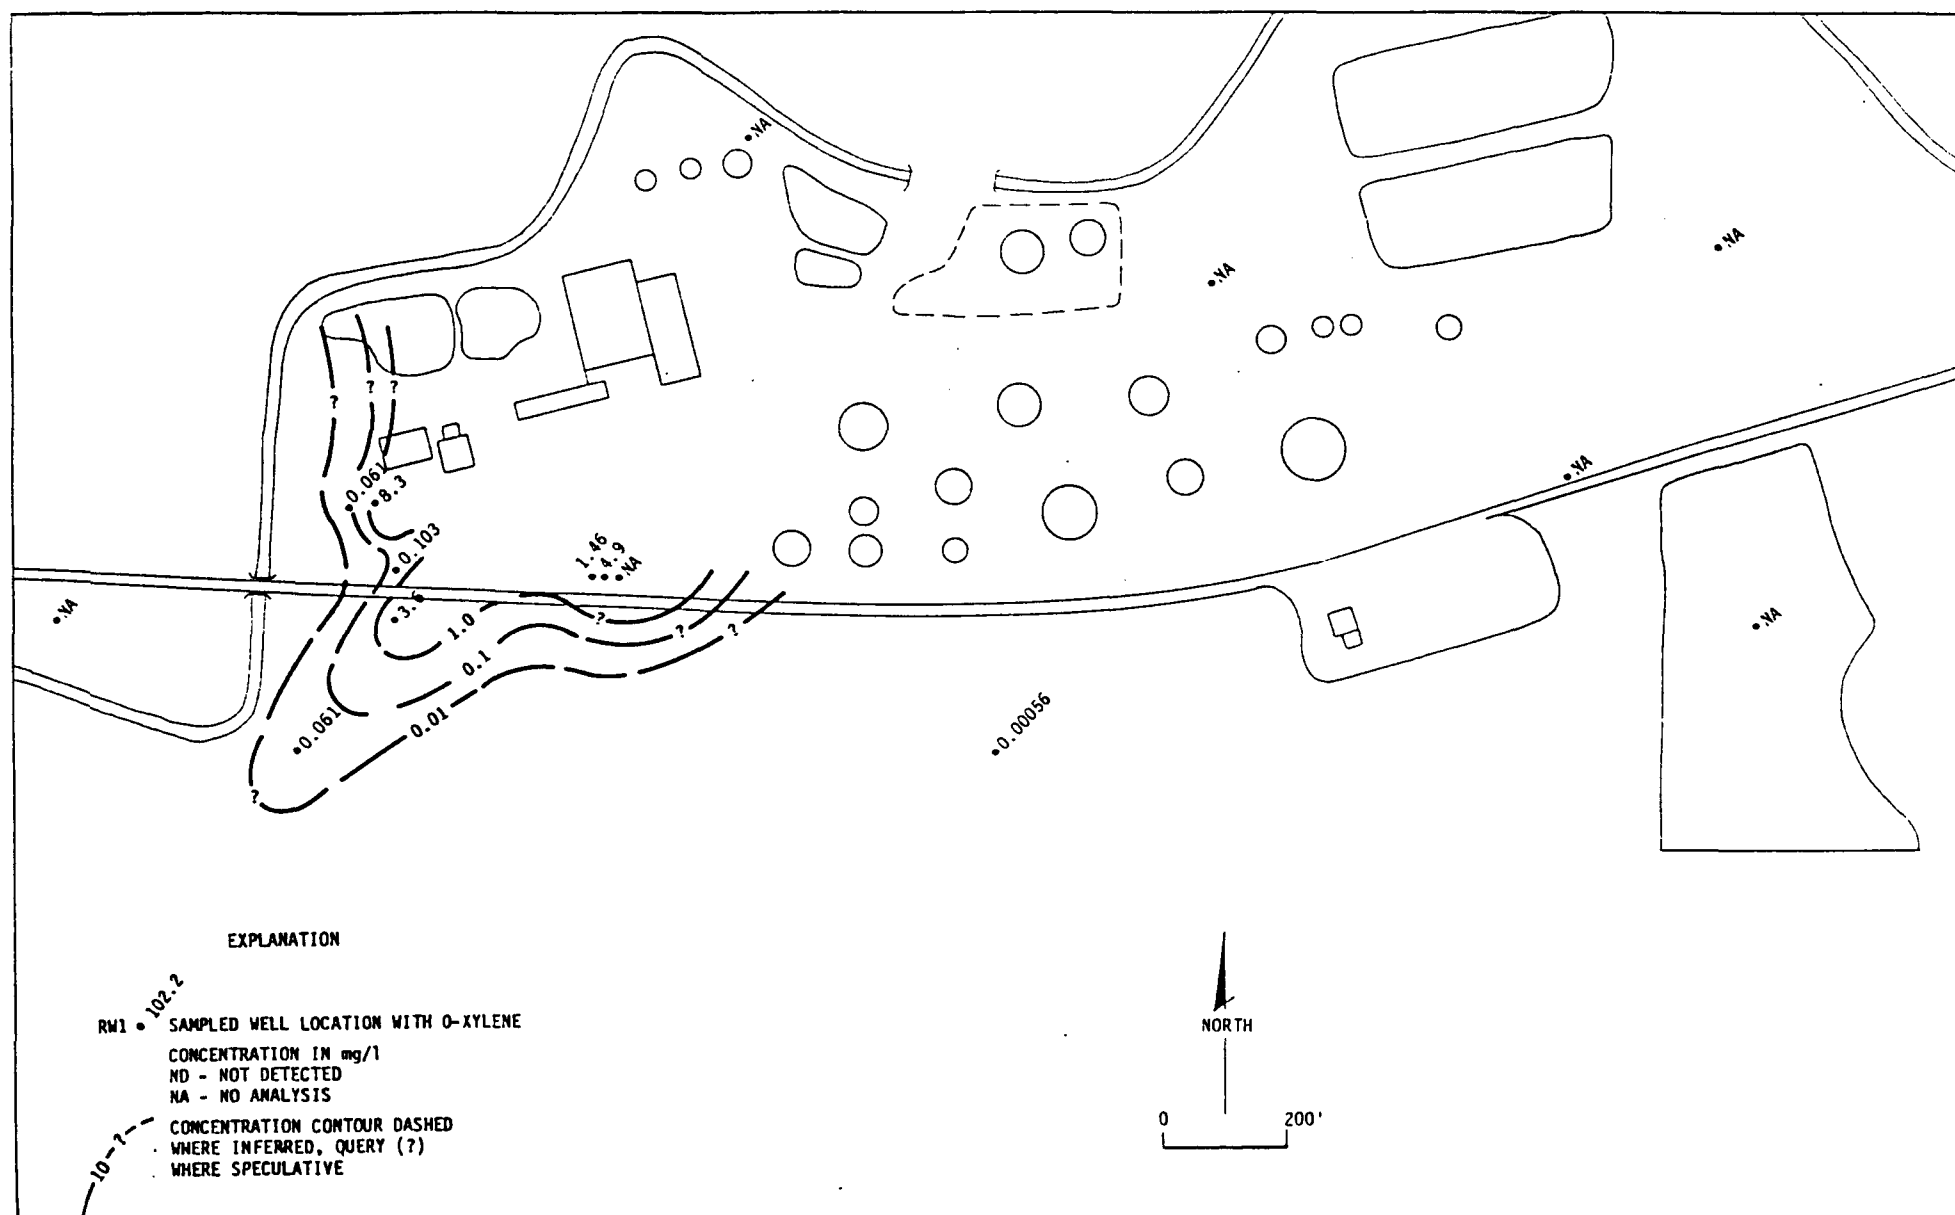 NA
NA
NA
?
?
?
0.061
8.3
0.103
1.46
4.9
NA
NA
NA
3.6
1.0
?
?
?
0.1
0.061
0.01
?
0.00056
NA
EXPLANATION
102.2
RW1 • SAMPLED WELL LOCATION WITH O-XYLENE
CONCENTRATION IN mg/l
ND - NOT DETECTED
NA - NO ANALYSIS
10-?
CONCENTRATION CONTOUR DASHED
WHERE INFERRED, QUERY (?)
WHERE SPECULATIVE
NORTH
0 200'